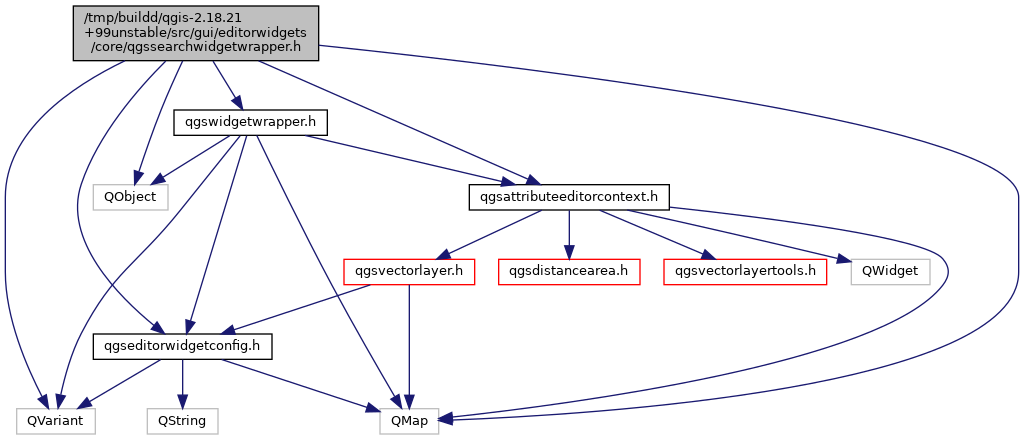 /tmp/buildd/qgis-2.18.21
+99unstable/src/gui/editorwidgets
/core/qgssearchwidgetwrapper.h
qgswidgetwrapper.h
QObject
qgsattributeeditorcontext.h
qgsvectorlayer.h
qgsdistancearea.h
qgsvectorlayertools.h
QWidget
qgseditorwidgetconfig.h
QVariant
QString
QMap